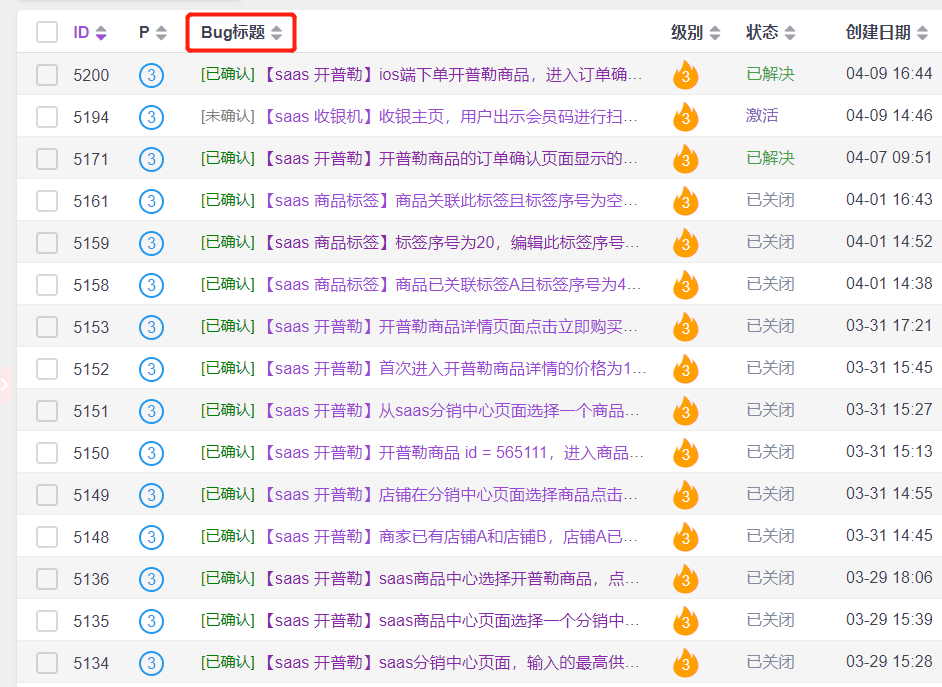 ID P Bug标题 级别 状态 创建日期
5200 3 [已确认] 【saas 开普勒】ios端下单开普勒商品，进入订单确... 3 已解决 04-09 16:44
5194 3 [未确认] 【saas 收银机】收银主页，用户出示会员码进行扫... 3 激活 04-09 14:46
5171 3 [已确认] 【saas 开普勒】开普勒商品的订单确认页面显示的... 3 已解决 04-07 09:51
5161 3 [已确认] 【saas 商品标签】商品关联此标签且标签序号为空... 3 已关闭 04-01 16:43
5159 3 [已确认] 【saas 商品标签】标签序号为20，编辑此标签序号... 3 已关闭 04-01 14:52
5158 3 [已确认] 【saas 商品标签】商品已关联标签A且标签序号为4... 3 已关闭 04-01 14:38
5153 3 [已确认] 【saas 开普勒】开普勒商品详情页面点击立即购买... 3 已关闭 03-31 17:21
5152 3 [已确认] 【saas 开普勒】首次进入开普勒商品详情的价格为1... 3 已关闭 03-31 15:45
5151 3 [已确认] 【saas 开普勒】从saas分销中心页面选择一个商品... 3 已关闭 03-31 15:27
5150 3 [已确认] 【saas 开普勒】开普勒商品 id = 565111，进入商品... 3 已关闭 03-31 15:13
5149 3 [已确认] 【saas 开普勒】店铺在分销中心页面选择商品点击... 3 已关闭 03-31 14:55
5148 3 [已确认] 【saas 开普勒】商家已有店铺A和店铺B，店铺A已... 3 已关闭 03-31 14:45
5136 3 [已确认] 【saas 开普勒】saas商品中心选择开普勒商品，点... 3 已关闭 03-29 18:06
5135 3 [已确认] 【saas 开普勒】saas商品中心页面选择一个分销中... 3 已关闭 03-29 15:39
5134 3 [已确认] 【saas 开普勒】saas分销中心页面，输入的最高供... 3 已关闭 03-29 15:28